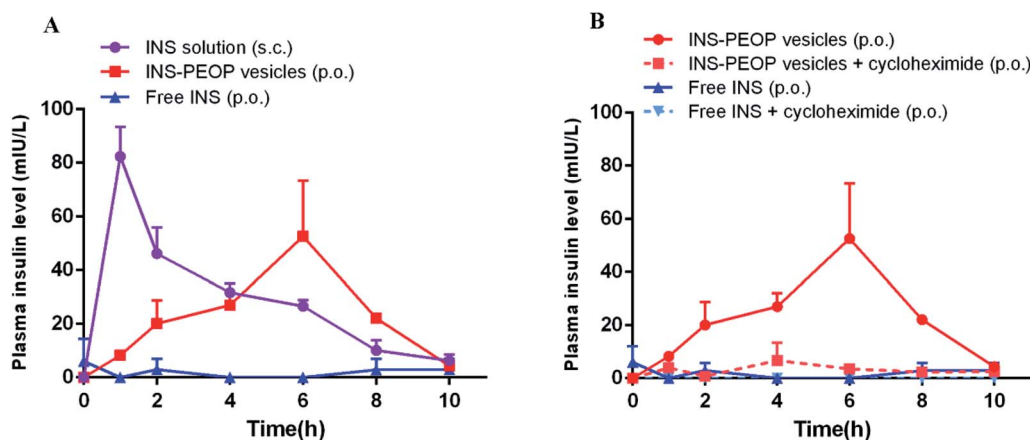 A
INS solution (s.c.)
INS-PEOP vesicles (p.o.)
Free INS (p.o.)
Plasma insulin level (mIU/L)
100
80
60
40
20
0
0 2 4 6 8 10
Time(h)
B
INS-PEOP vesicles (p.o.)
INS-PEOP vesicles + cycloheximide (p.o.)
Free INS (p.o.)
Free INS + cycloheximide (p.o.)
Plasma insulin level (mIU/L)
100
80
60
40
20
0
0 2 4 6 8 10
Time(h)